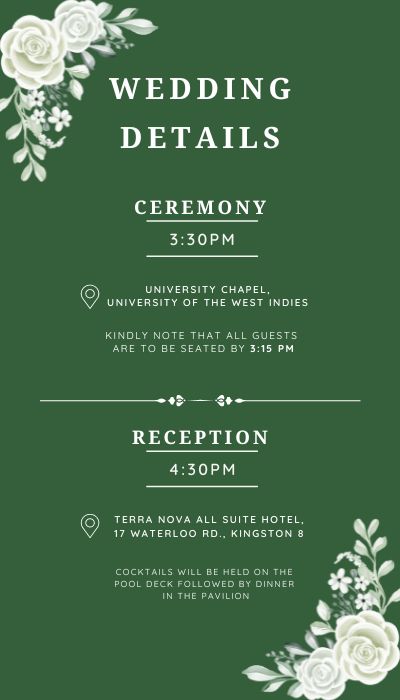 WEDDING
DETAILS
CEREMONY
3:30PM
UNIVERSITY CHAPEL,
UNIVERSITY OF THE WEST INDIES
KINDLY NOTE THAT ALL GUESTS
ARE TO BE SEATED BY 3:15 PM
RECEPTION
4:30PM
TERRA NOVA ALL SUITE HOTEL,
17 WATERLOO RD., KINGSTON 8
COCKTAILS WILL BE HELD ON THE
POOL DECK FOLLOWED BY DINNER
IN THE PAVILION